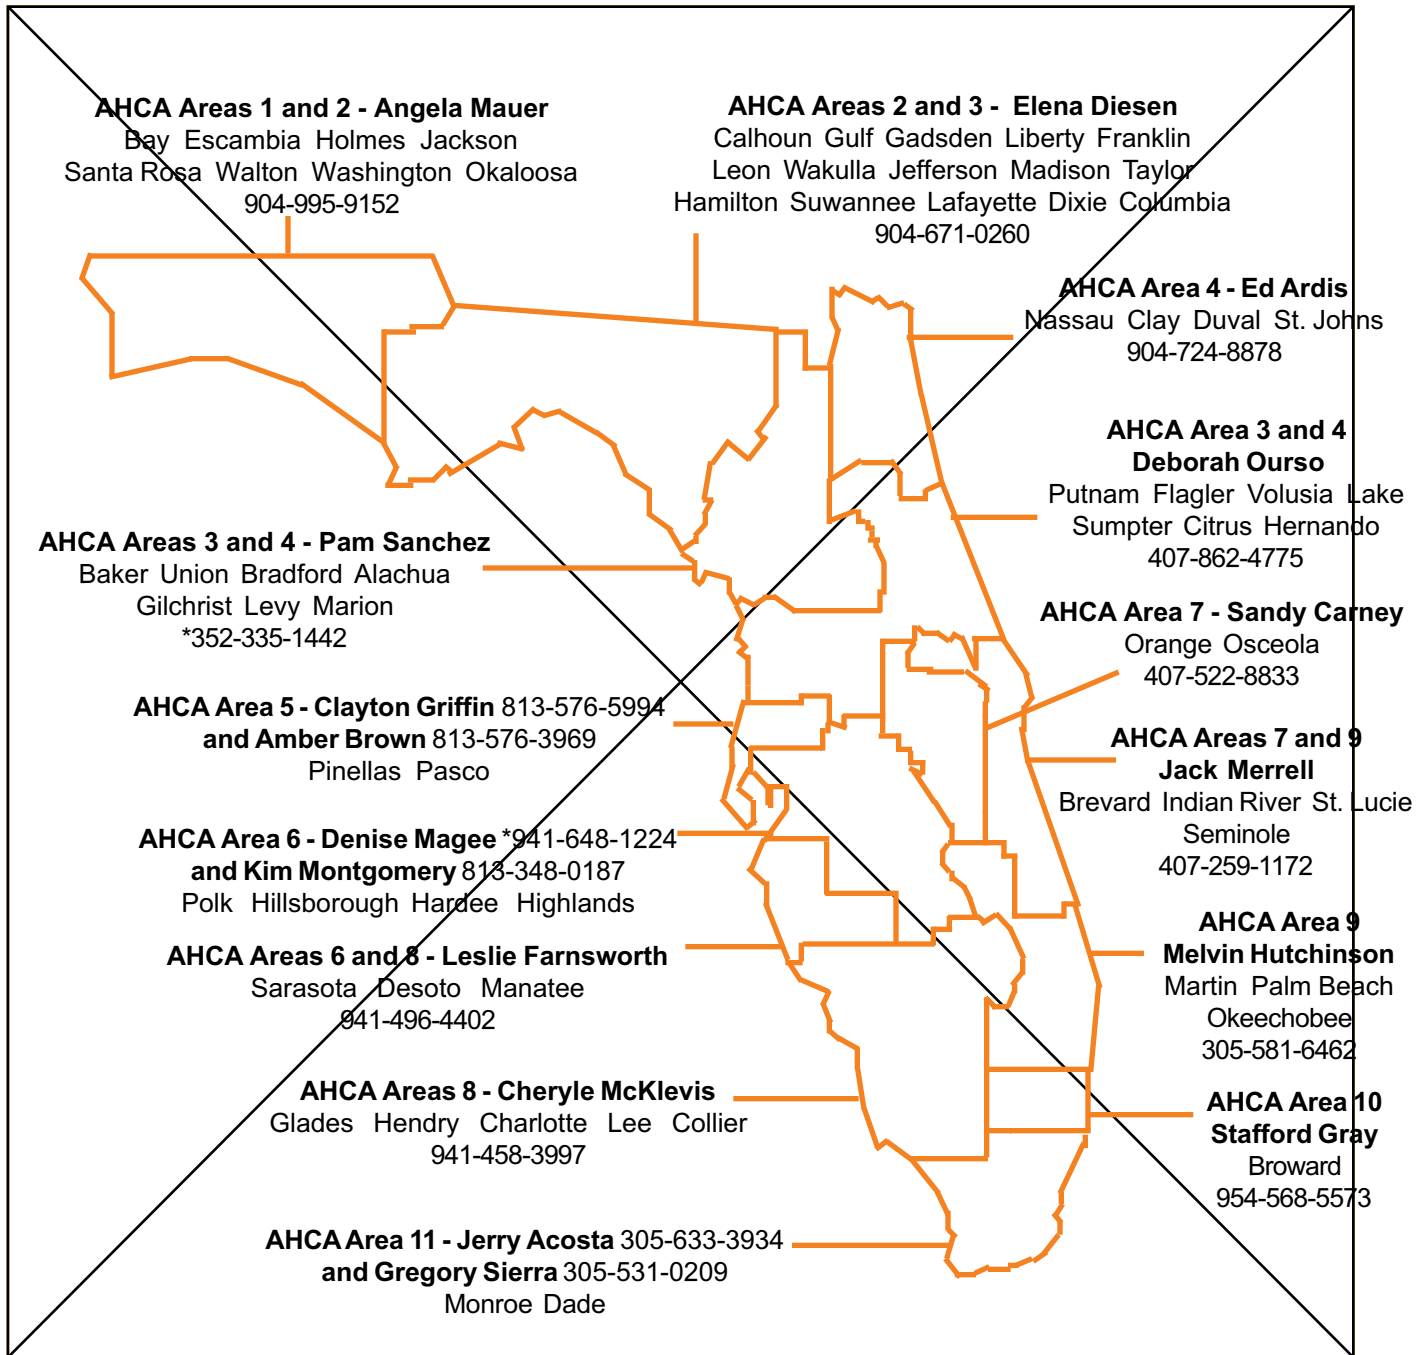 AHCA Areas 1 and 2 - Angela Mauer
Bay Escambia Holmes Jackson
Santa Rosa Walton Washington Okaloosa
904-995-9152
AHCA Areas 2 and 3 - Elena Diesen
Calhoun Gulf Gadsden Liberty Franklin
Leon Wakulla Jefferson Madison Taylor
Hamilton Suwannee Lafayette Dixie Columbia
904-671-0260
AHCA Area 4 - Ed Ardis
Nassau Clay Duval St. Johns
904-724-8878
AHCA Area 3 and 4
Deborah Ourso
Putnam Flagler Volusia Lake
Sumpter Citrus Hernando
407-862-4775
AHCA Areas 3 and 4 - Pam Sanchez
Baker Union Bradford Alachua
Gilchrist Levy Marion
*352-335-1442
AHCA Area 7 - Sandy Carney
Orange Osceola
407-522-8833
AHCA Area 5 - Clayton Griffin 813-576-5994
and Amber Brown 813-576-3969
Pinellas Pasco
AHCA Areas 7 and 9
Jack Merrell
Brevard Indian River St. Lucie
Seminole
407-259-1172
AHCA Area 6 - Denise Magee *941-648-1224
and Kim Montgomery 813-348-0187
Polk Hillsborough Hardee Highlands
AHCA Area 9
Melvin Hutchinson
Martin Palm Beach
Okeechobee
305-581-6462
AHCA Areas 6 and 8 - Leslie Farnsworth
Sarasota Desoto Manatee
941-496-4402
AHCA Areas 8 - Cheryle McKlevis
Glades Hendry Charlotte Lee Collier
941-458-3997
AHCA Area 10
Stafford Gray
Broward
954-568-5573
AHCA Area 11 - Jerry Acosta 305-633-3934
and Gregory Sierra 305-531-0209
Monroe Dade